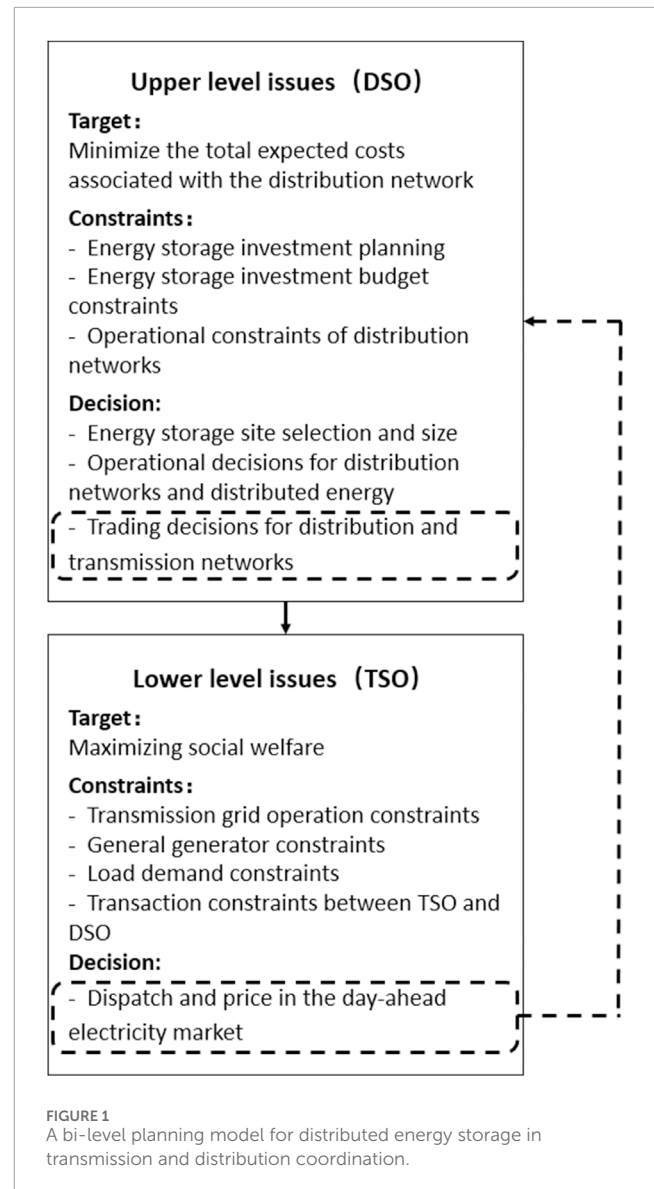 Upper level issues（DSO）
Target：
Minimize the total expected costs
associated with the distribution network
Constraints：
- Energy storage investment planning
- Energy storage investment budget
constraints
- Operational constraints of distribution
networks
Decision:
- Energy storage site selection and size
- Operational decisions for distribution
networks and distributed energy
- Trading decisions for distribution and
transmission networks
Lower level issues（TSO）
Target：
Maximizing social welfare
Constraints：
- Transmission grid operation constraints
- General generator constraints
- Load demand constraints
- Transaction constraints between TSO and
DSO
Decision:
- Dispatch and price in the day-ahead
electricity market
FIGURE 1
A bi-level planning model for distributed energy storage in
transmission and distribution coordination.